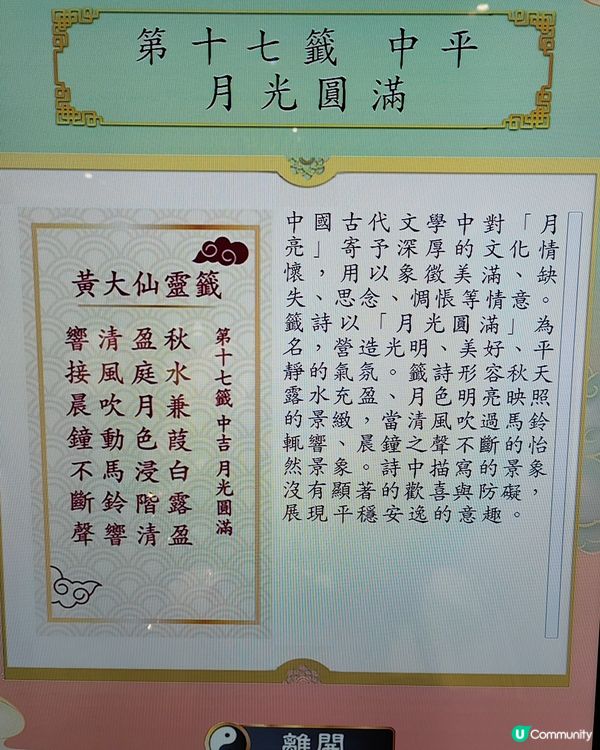 第十七籤 中平
月光圓滿
黃大仙靈籤
第十七籤 中吉 月光圓滿
秋水兼葭白露盈
盈庭月色浸階清
清風吹動馬鈴響
響接晨鐘不斷聲
中國古代文學中對「月
亮」寄予深厚的文化情
懷，用以象徵美滿、缺
失、思念、惆悵等情意。
籤詩以「月光圓滿」為
名，營造光明、美好、平
靜的氣氛。籤詩形容秋天
露水充盈、月色明亮映照
的景緻，當清風吹過馬鈴
輒響、晨鐘之聲不斷的怡
然景象。詩中描寫的景象，
沒有顯著的歡喜與防礙，
展現平穩安逸的意趣。
離開
U Community